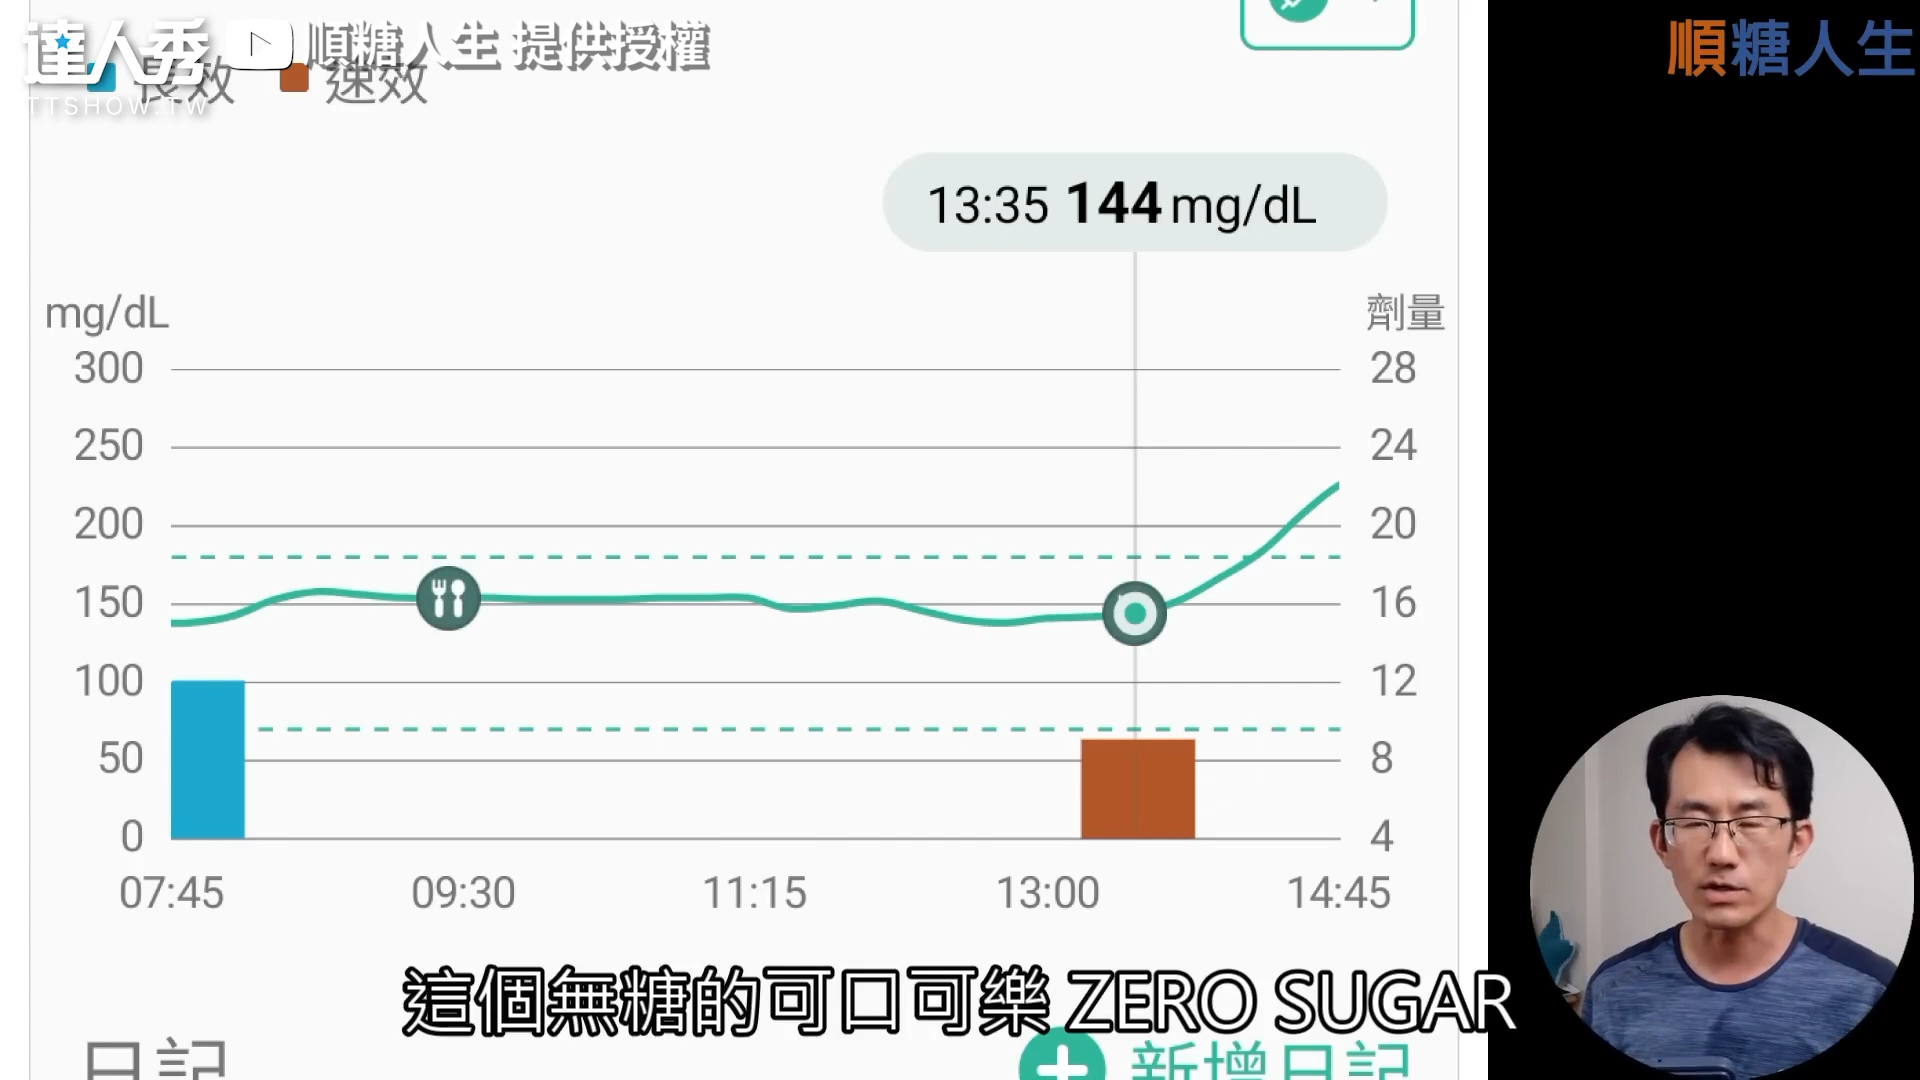 達人秀 順糖人生 提供授權
TTSHOW.TW
長效 速效
順糖人生
13:35 144 mg/dL
mg/dL 劑量
300 28
250 24
200 20
150 16
100 12
50 8
0 4
07:45 09:30 11:15 13:00 14:45
這個無糖的可口可樂 ZERO SUGAR
日記 新增日記